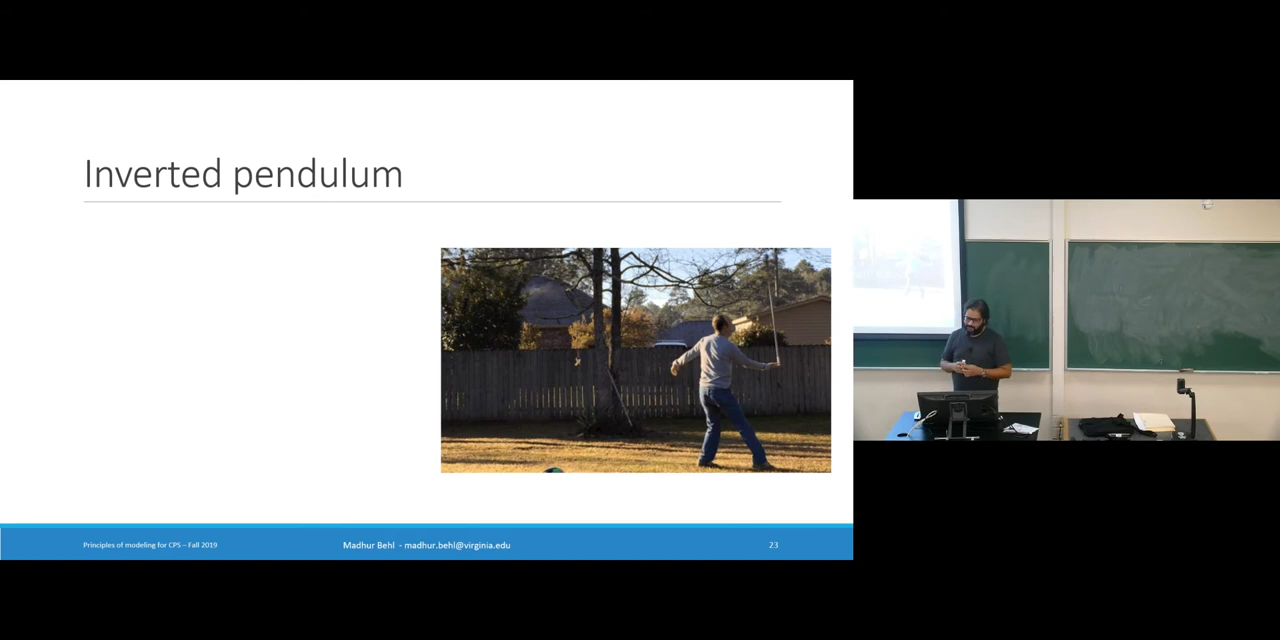 Inverted pendulum
Principles of modeling for CPS – Fall 2019
Madhur Behl - madhur.behl@virginia.edu
23